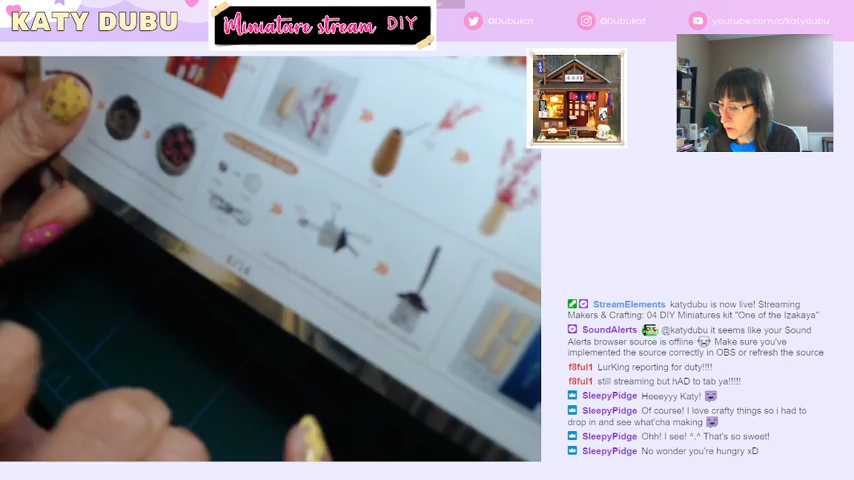 KATY DUBU
Miniature stream DIY
@Dubukat
@Dubukat
youtube.com/c/katydubu
StreamElements katydubu is now live! Streaming
Makers & Crafting: 04 DIY Miniatures kit "One of the Izakaya"
SoundAlerts @katydubu it seems like your Sound
Alerts browser source is offline Make sure you've
implemented the source correctly in OBS or refresh the source
f8ful1 LurKing reporting for duty!!!!
f8ful1 still streaming but hAD to tab ya!!!!!
SleepyPidge Heeeyyy Katy!
SleepyPidge Of course! I love crafty things so i had to
drop in and see what'cha making
SleepyPidge Ohh! I see! ^.^ That's so sweet!
SleepyPidge No wonder you're hungry xD